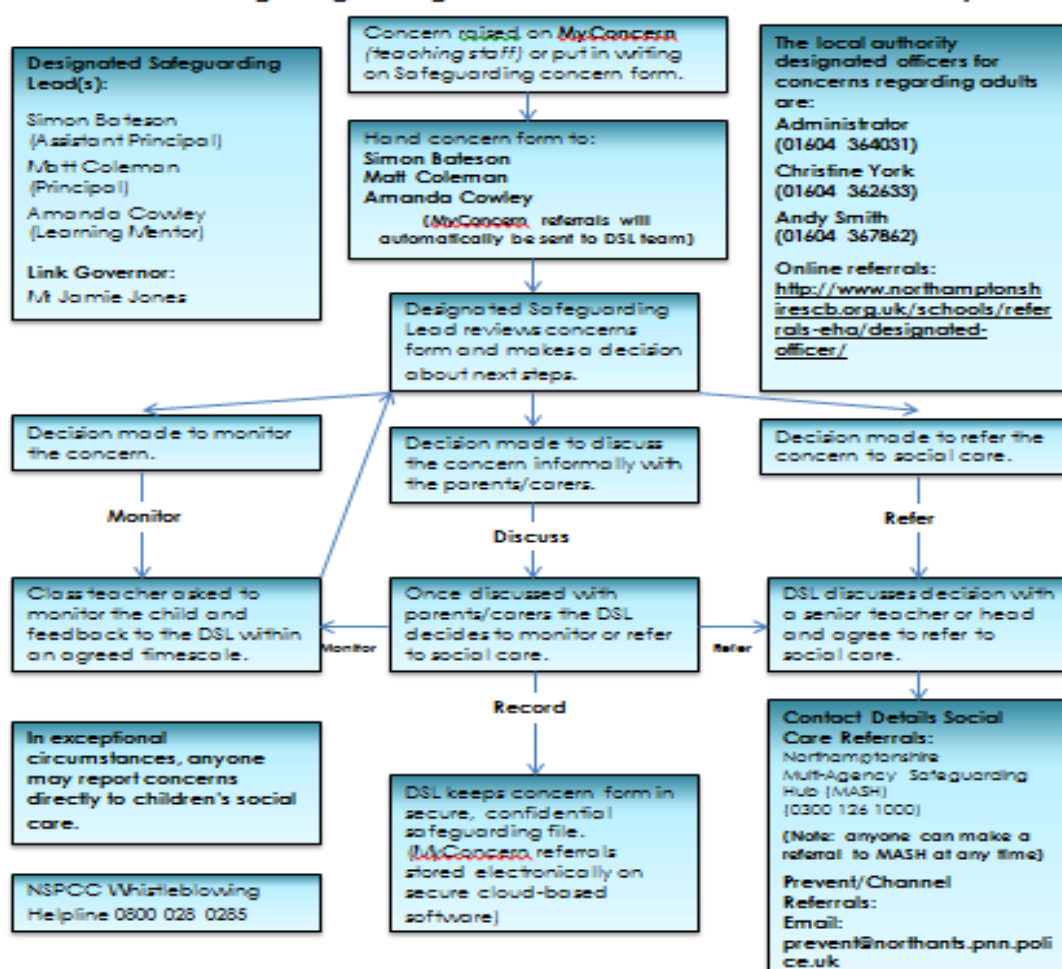 Designated Safeguarding
Lead(s):
Simon Bateson
(Assistant Principal)
Matt Coleman
(Principal)
Amanda Cowley
(Learning Mentor)
Link Governor:
Mr Jamie Jones
Concern raised on MyConcern
(teaching staff) or put in writing
on Safeguarding concern form.
Hand concern form to:
Simon Bateson
Matt Coleman
Amanda Cowley
(MyConcern referrals will
automatically be sent to DSL team)
The local authority
designated officers for
concerns regarding adults
are:
Administrator
(01604 364031)
Christine York
(01604 362633)
Andy Smith
(01604 367862)
Online referrals:
http://www.northamptonsh
irescb.org.uk/schools/refer
rals-eha/designated-
officer/
Designated Safeguarding
Lead reviews concerns
form and makes a decision
about next steps.
Decision made to monitor
the concern.
Decision made to discuss
the concern informally with
the parents/carers.
Decision made to refer the
concern to social care.
Monitor
Discuss
Refer
Class teacher asked to
monitor the child and
feedback to the DSL within
an agreed timescale.
Monitor
Once discussed with
parents/carers the DSL
decides to monitor or refer
to social care.
Refer
DSL discusses decision with
a senior teacher or head
and agree to refer to
social care.
Record
In exceptional
circumstances, anyone
may report concerns
directly to children's social
care.
NSPCC Whistleblowing
Helpline 0800 028 0285
DSL keeps concern form in
secure, confidential
safeguarding file.
(MyConcern referrals
stored electronically on
secure cloud-based
software)
Contact Details Social
Care Referrals:
Northamptonshire
Multi-Agency Safeguarding
Hub (MASH)
(0300 126 1000)
(Note: anyone can make a
referral to MASH at any time)
Prevent/Channel
Referrals:
Email:
prevent@northants.pnn.poli
ce.uk